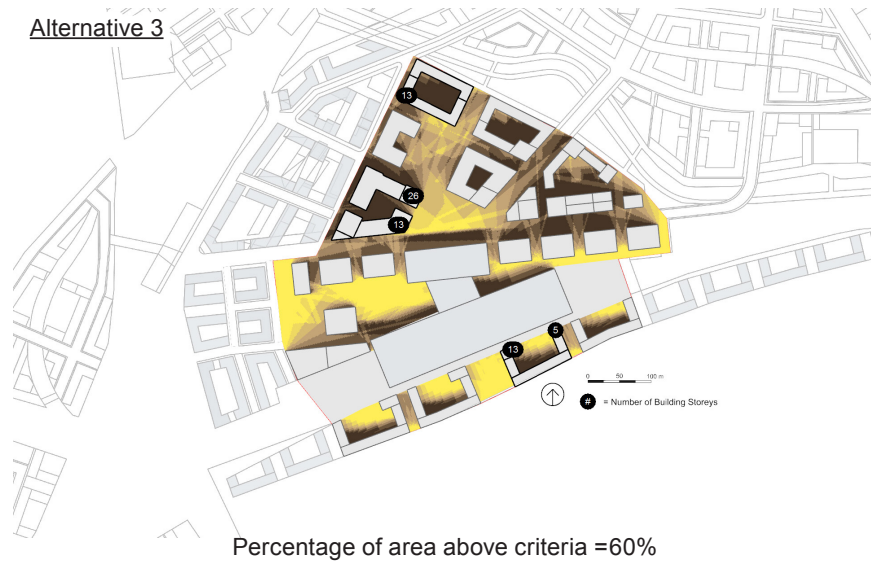 Alternative 3
13
26
13
5
13
0 50 100 m
# = Number of Building Storeys
Percentage of area above criteria =60%